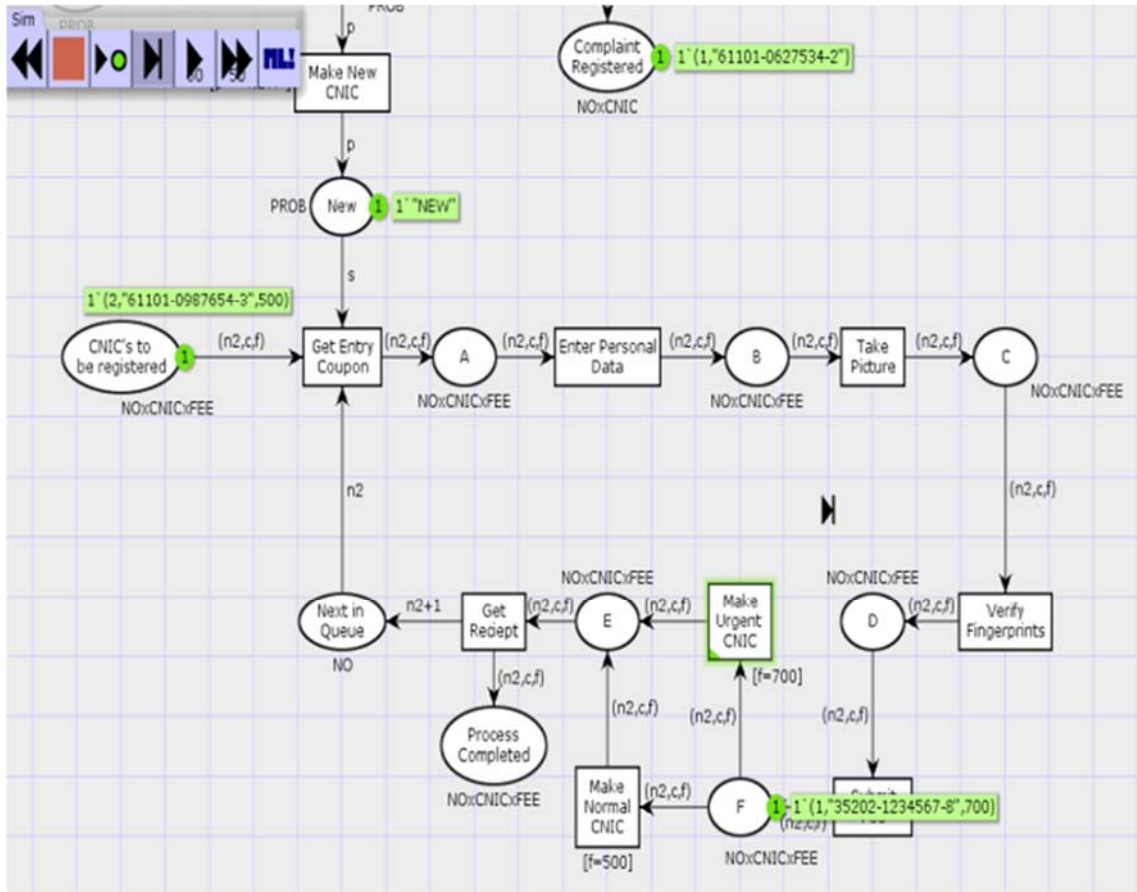 Sim
PROB
PROB
p
ML!
Make New
CNIC
p
Complaint
Registered
1
1`(1,"61101-0627534-2")
NOxCNIC
PROB
New
1
1`"NEW"
s
1`(2,"61101-0987654-3",500)
CNIC's to
be registered
1
NOxCNICxFEE
(n2,c,f)
Get Entry
Coupon
(n2,c,f)
A
NOxCNICxFEE
(n2,c,f)
Enter Personal
Data
(n2,c,f)
B
NOxCNICxFEE
(n2,c,f)
Take
Picture
(n2,c,f)
C
NOxCNICxFEE
n2
(n2,c,f)
Next in
Queue
NO
n2+1
Get
Reciept
(n2,c,f)
NOxCNICxFEE
E
(n2,c,f)
Make
Urgent
CNIC
[f=700]
NOxCNICxFEE
D
(n2,c,f)
Verify
Fingerprints
(n2,c,f)
Process
Completed
NOxCNICxFEE
(n2,c,f)
(n2,c,f)
(n2,c,f)
Make
Normal
CNIC
[f=500]
(n2,c,f)
F
1
1`(1,"35202-1234567-8",700)
(n2,c,f)
NOxCNICxFEE